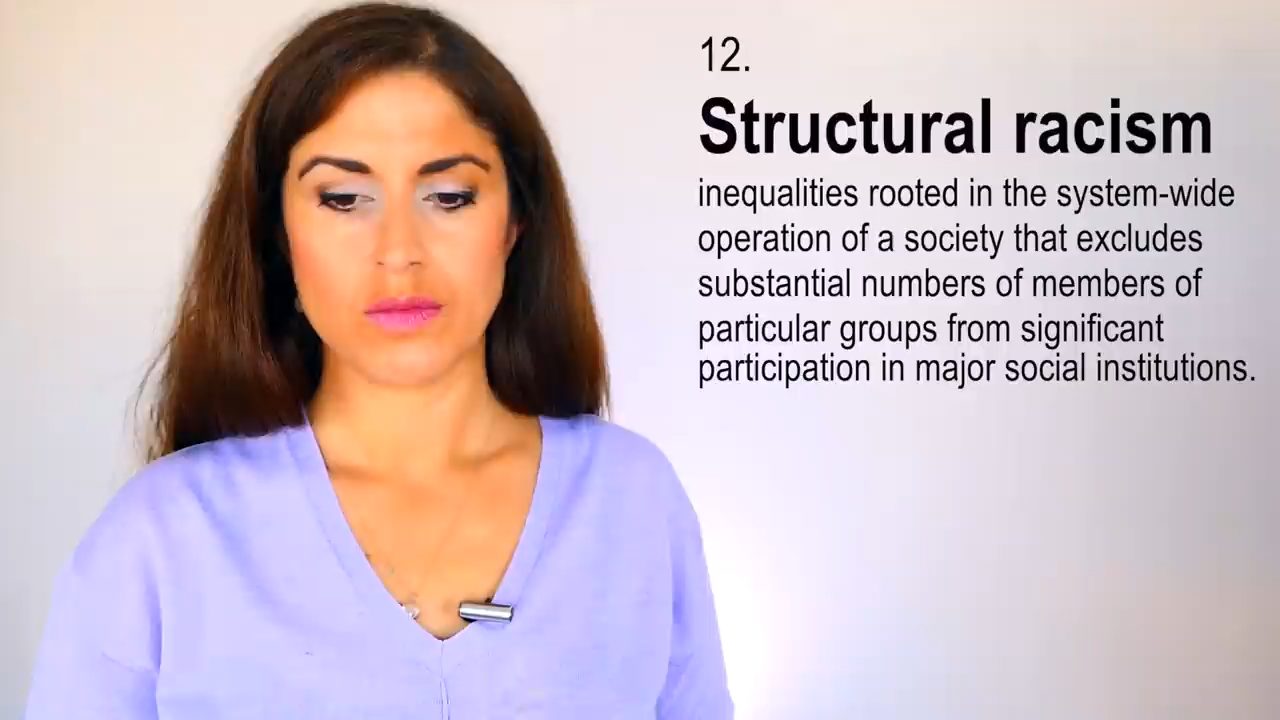 12.
Structural racism
inequalities rooted in the system-wide
operation of a society that excludes
substantial numbers of members of
particular groups from significant
participation in major social institutions.